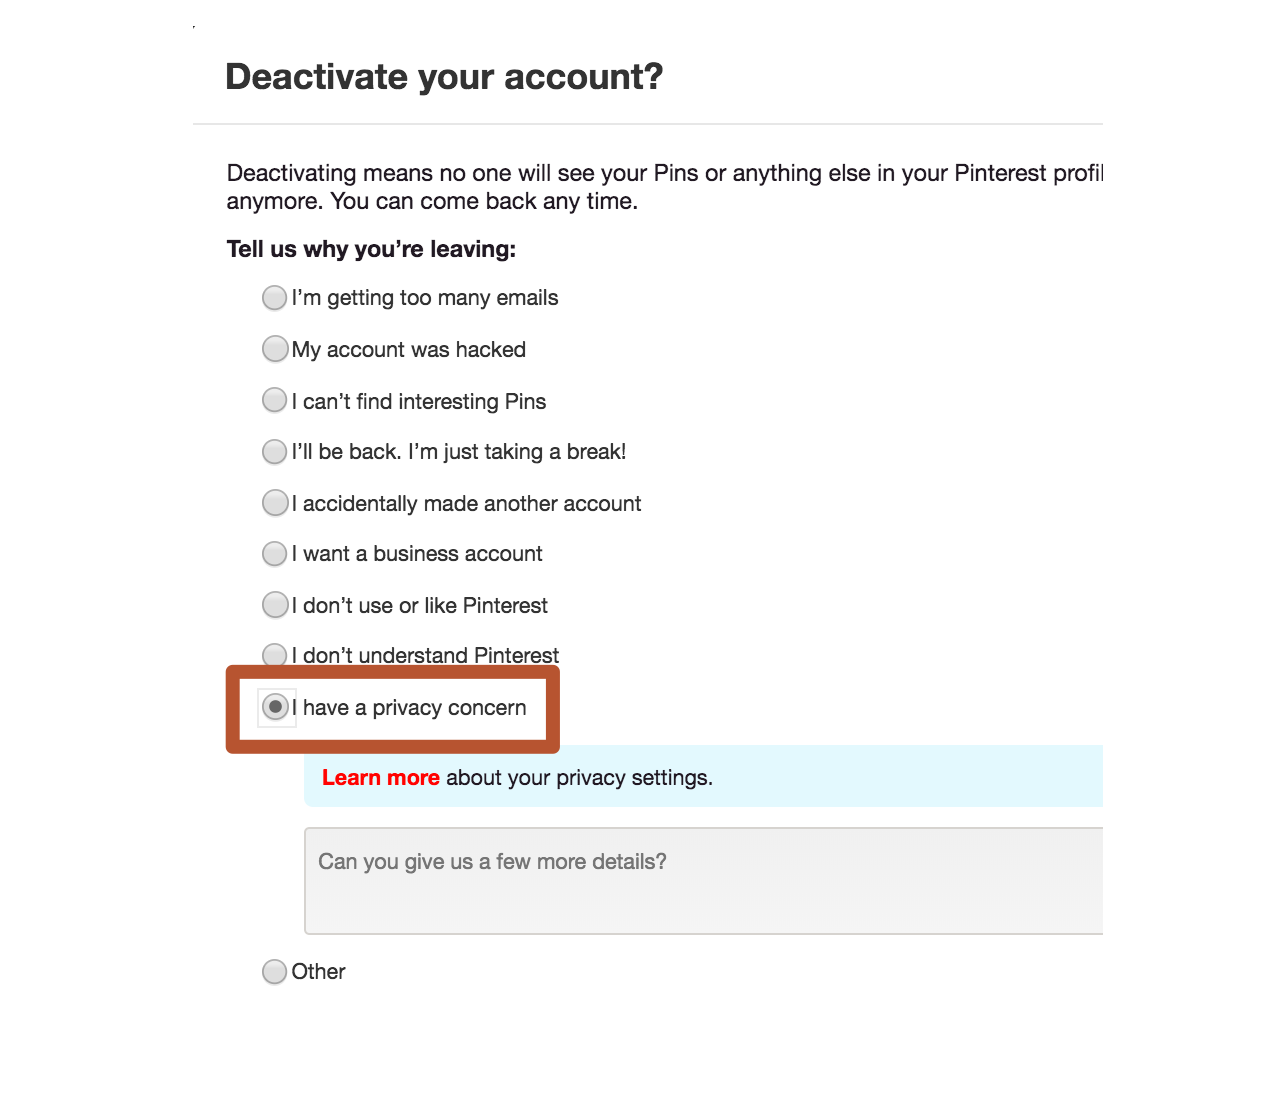 Deactivate your account?
Deactivating means no one will see your Pins or anything else in your Pinterest profil
anymore. You can come back any time.
Tell us why you’re leaving:
I’m getting too many emails
My account was hacked
I can’t find interesting Pins
I’ll be back. I’m just taking a break!
I accidentally made another account
I want a business account
I don’t use or like Pinterest
I don’t understand Pinterest
I have a privacy concern
Learn more about your privacy settings.
Can you give us a few more details?
Other